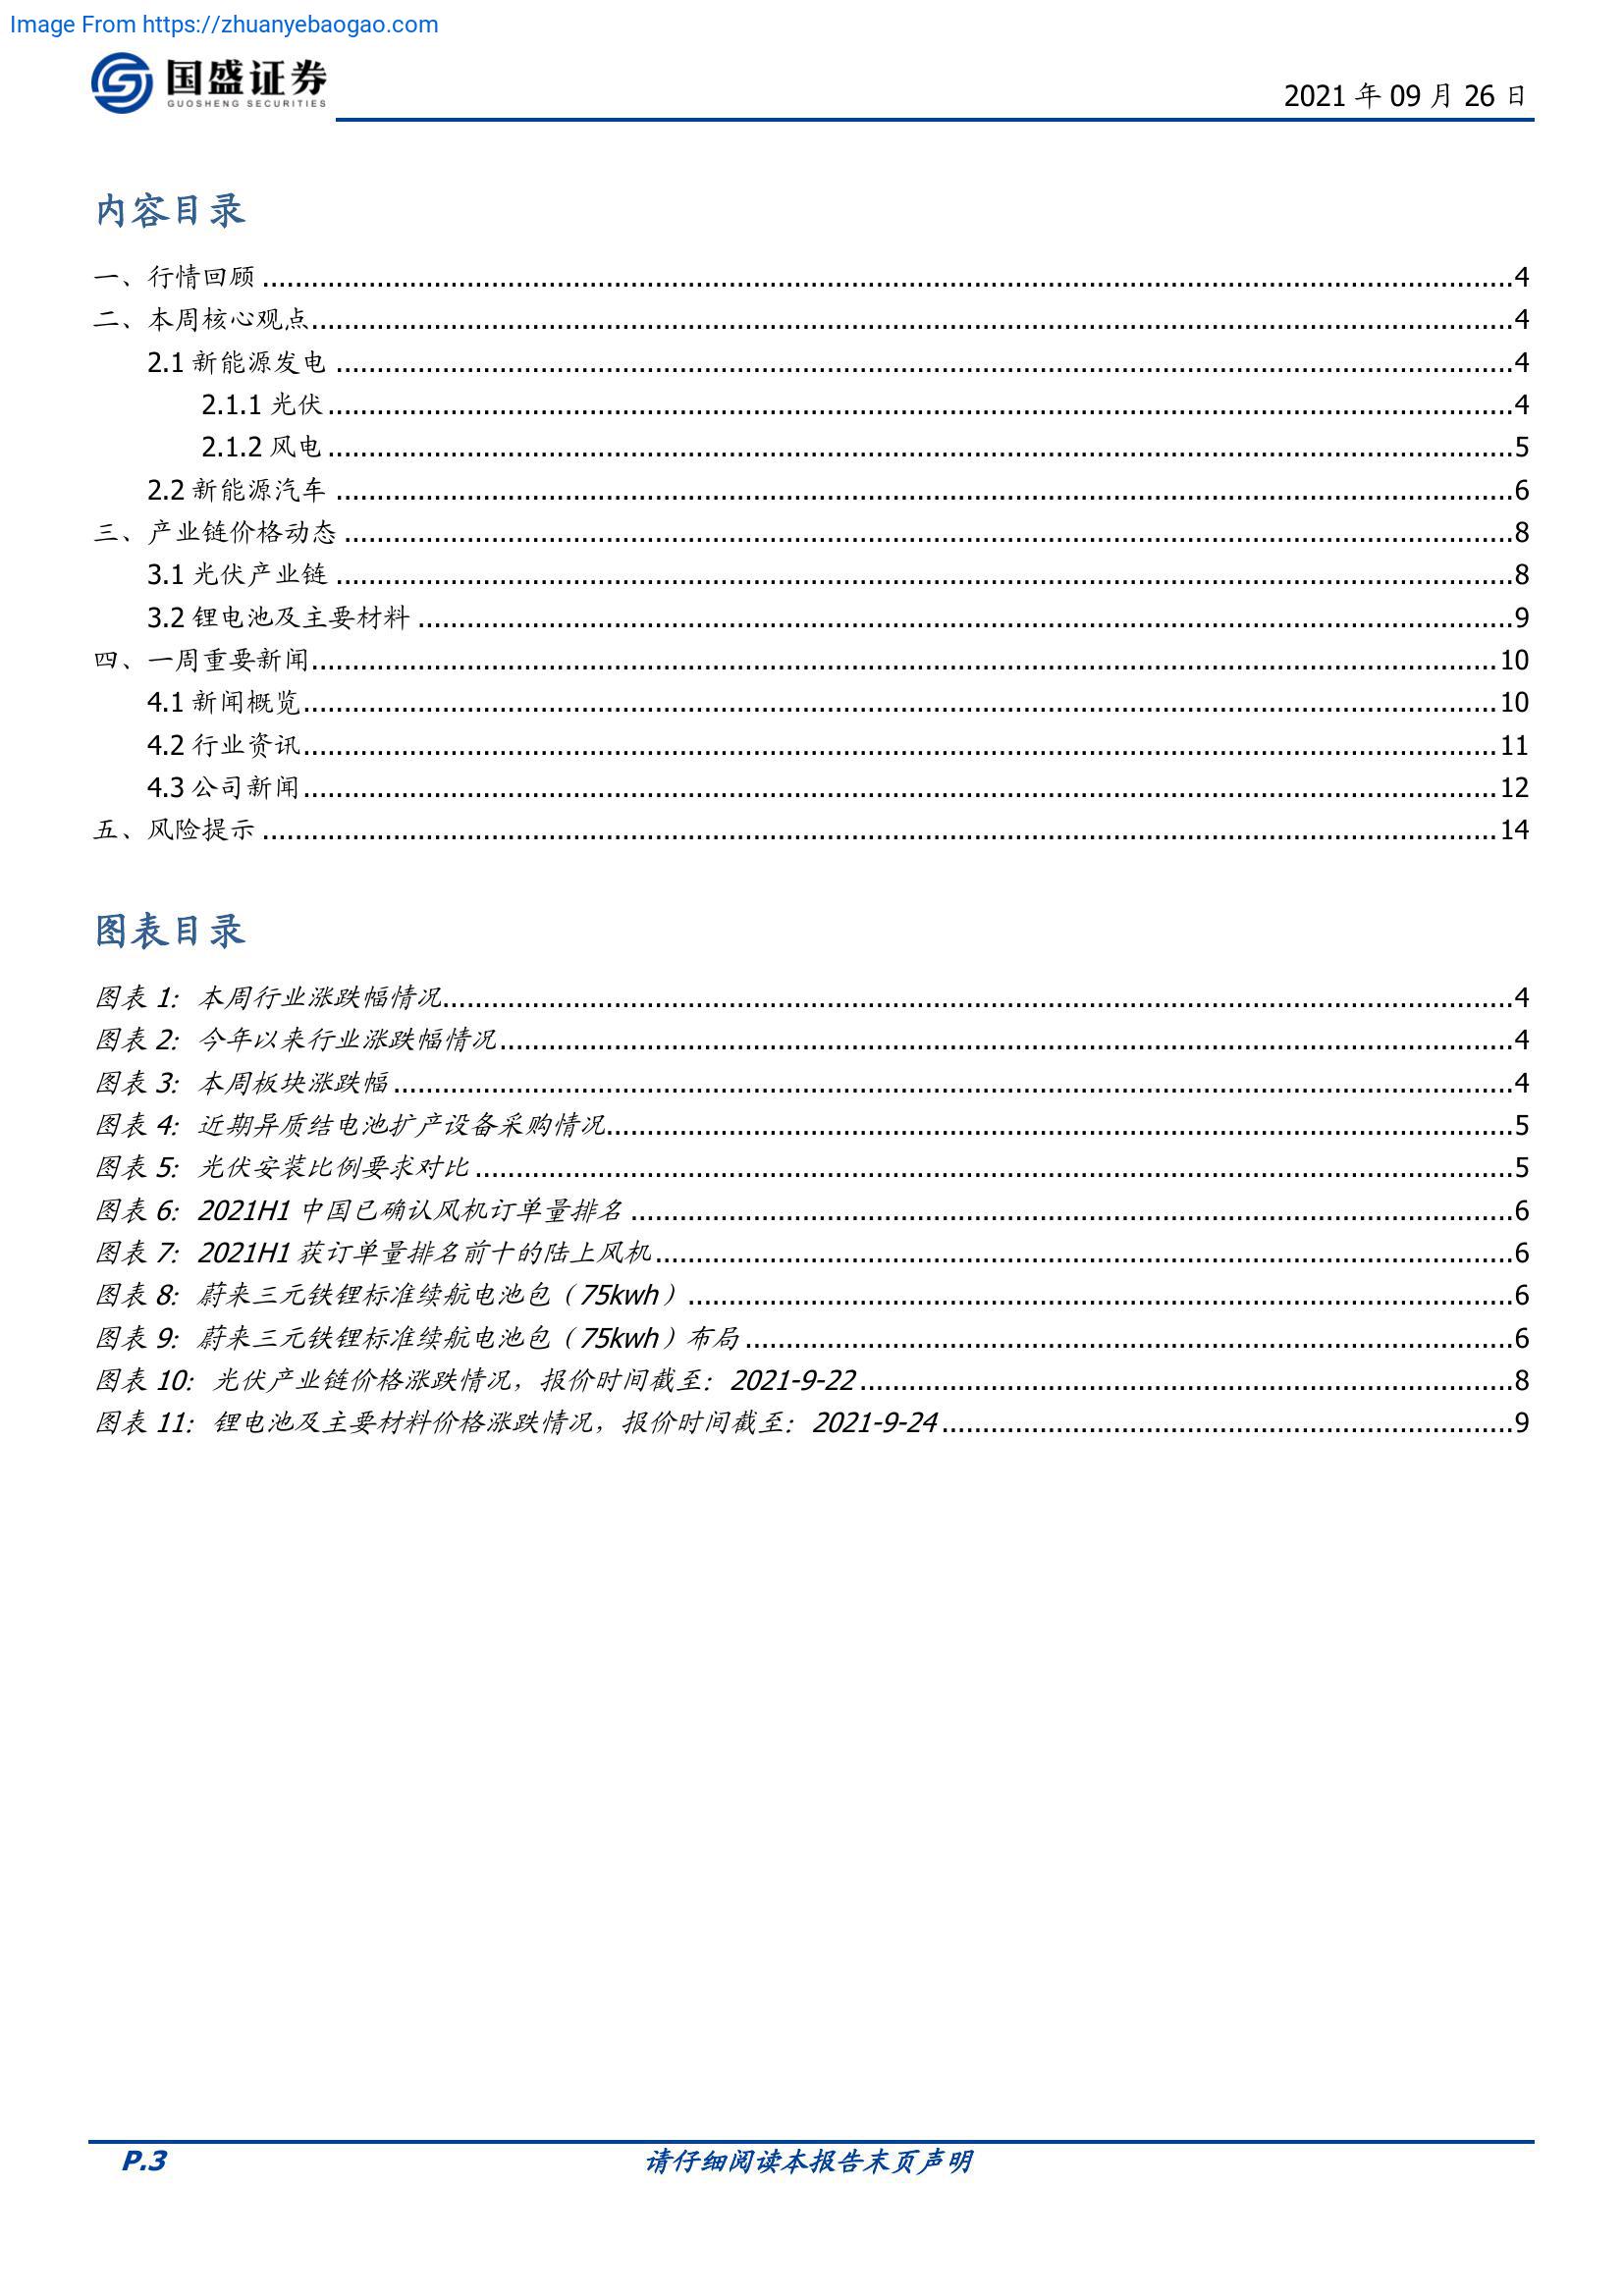 Image From https://zhuanyebaogao.com
国盛证券
GUOSHENG SECURITIES
2021 年 09 月 26 日
内容目录
一、行情回顾 ........ 4
二、本周核心观点 ........ 4
2.1 新能源发电 ........ 4
2.1.1 光伏 ........ 4
2.1.2 风电 ........ 5
2.2 新能源汽车 ........ 6
三、产业链价格动态 ........ 8
3.1 光伏产业链 ........ 8
3.2 锂电池及主要材料 ........ 9
四、一周重要新闻 ........ 10
4.1 新闻概览 ........ 10
4.2 行业资讯 ........ 11
4.3 公司新闻 ........ 12
五、风险提示 ........ 14
图表目录
图表 1：本周行业涨跌幅情况 ........ 4
图表 2：今年以来行业涨跌幅情况 ........ 4
图表 3：本周板块涨跌幅 ........ 4
图表 4：近期异质结电池扩产设备采购情况 ........ 5
图表 5：光伏安装比例要求对比 ........ 5
图表 6：2021H1 中国已确认风机订单量排名 ........ 6
图表 7：2021H1 获订单量排名前十的陆上风机 ........ 6
图表 8：蔚来三元铁锂标准续航电池包（75kwh） ........ 6
图表 9：蔚来三元铁锂标准续航电池包（75kwh）布局 ........ 6
图表 10：光伏产业链价格涨跌情况，报价时间截至：2021-9-22 ........ 8
图表 11：锂电池及主要材料价格涨跌情况，报价时间截至：2021-9-24 ........ 9
P.3
请仔细阅读本报告末页声明